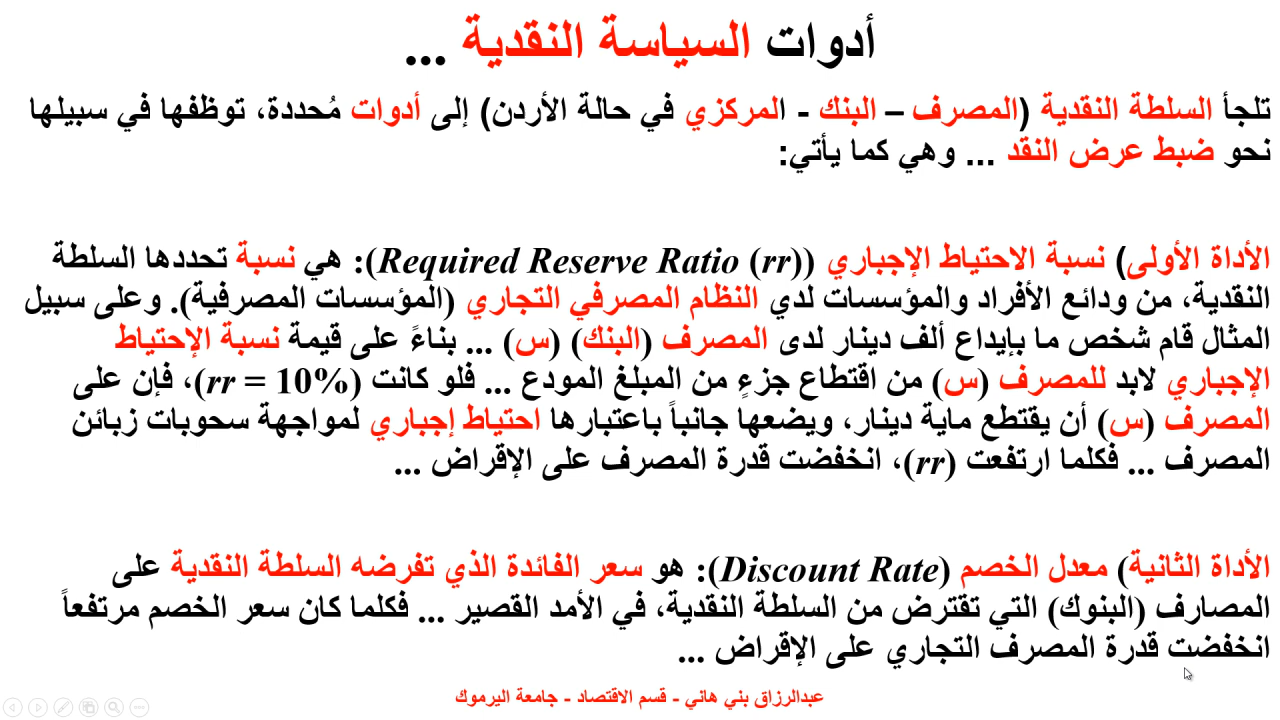 أدوات السياسة النقدية ...
تلجأ السلطة النقدية (المصرف – البنك - المركزي في حالة الأردن) إلى أدوات مُحددة، توظفها في سبيلها
نحو ضبط عرض النقد ... وهي كما يأتي:
الأداة الأولى) نسبة الاحتياط الإجباري (Required Reserve Ratio (rr)): هي نسبة تحددها السلطة
النقدية، من ودائع الأفراد والمؤسسات لدي النظام المصرفي التجاري (المؤسسات المصرفية). وعلى سبيل
المثال قام شخص ما بإيداع ألف دينار لدى المصرف (البنك) (س) ... بناءً على قيمة نسبة الإحتياط
الإجباري لابد للمصرف (س) من اقتطاع جزءٍ من المبلغ المودع ... فلو كانت (rr = 10%)، فإن على
المصرف (س) أن يقتطع ماية دينار، ويضعها جانباً باعتبارها احتياط إجباري لمواجهة سحوبات زبائن
المصرف ... فكلما ارتفعت (rr)، انخفضت قدرة المصرف على الإقراض ...
الأداة الثانية) معدل الخصم (Discount Rate): هو سعر الفائدة الذي تفرضه السلطة النقدية على
المصارف (البنوك) التي تقترض من السلطة النقدية، في الأمد القصير ... فكلما كان سعر الخصم مرتفعاً
انخفضت قدرة المصرف التجاري على الإقراض ...
عبدالرزاق بني هاني - قسم الاقتصاد - جامعة اليرموك